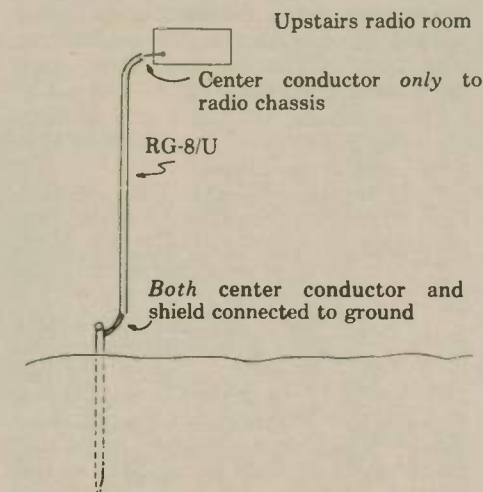 Upstairs radio room
Center conductor only to
radio chassis
RG-8/U
Both center conductor and
shield connected to ground